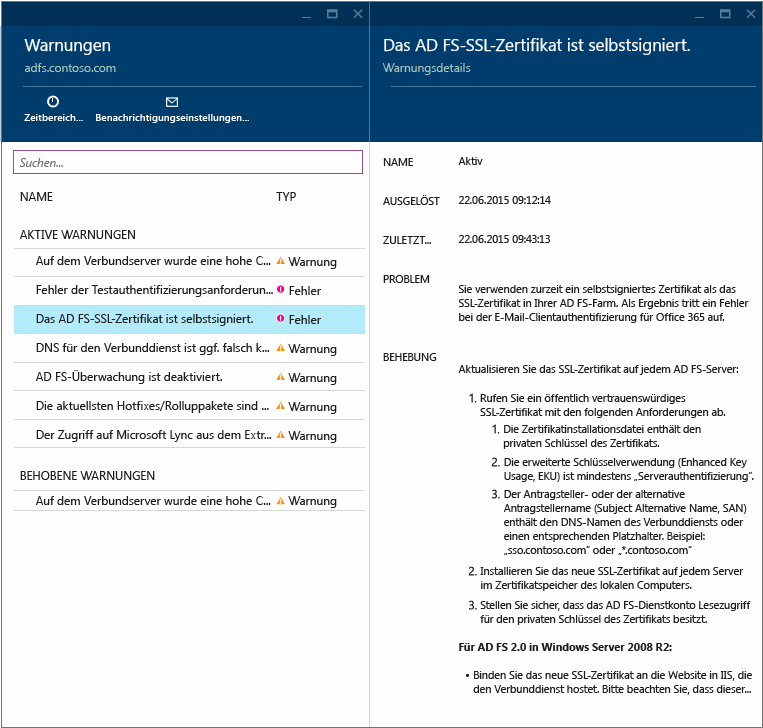 Warnungen
adfs.contoso.com
Zeitbereich...
Benachrichtigungseinstellungen...
Suchen...
NAME TYP
AKTIVE WARNUNGEN
Auf dem Verbundserver wurde eine hohe C... Warnung
Fehler der Testauthentifizierungsanforderun... Fehler
Das AD FS-SSL-Zertifikat ist selbstsigniert. Fehler
DNS für den Verbunddienst ist ggf. falsch k... Warnung
AD FS-Überwachung ist deaktiviert. Warnung
Die aktuellsten Hotfixes/Rolluppakete sind ... Warnung
Der Zugriff auf Microsoft Lync aus dem Extr... Warnung
BEHOBENE WARNUNGEN
Auf dem Verbundserver wurde eine hohe C... Warnung
Das AD FS-SSL-Zertifikat ist selbstsigniert.
Warnungsdetails
NAME Aktiv
AUSGELÖST 22.06.2015 09:12:14
ZULETZT... 22.06.2015 09:43:13
PROBLEM
Sie verwenden zurzeit ein selbstsigniertes Zertifikat als das
SSL-Zertifikat in Ihrer AD FS-Farm. Als Ergebnis tritt ein Fehler
bei der E-Mail-Clientauthentifizierung für Office 365 auf.
BEHEBUNG
Aktualisieren Sie das SSL-Zertifikat auf jedem AD FS-Server:
1. Rufen Sie ein öffentlich vertrauenswürdiges
SSL-Zertifikat mit den folgenden Anforderungen ab.
1. Die Zertifikatinstallationsdatei enthält den
privaten Schlüssel des Zertifikats.
2. Die erweiterte Schlüsselverwendung (Enhanced Key
Usage, EKU) ist mindestens „Serverauthentifizierung“.
3. Der Antragsteller- oder der alternative
Antragstellername (Subject Alternative Name, SAN)
enthält den DNS-Namen des Verbunddiensts oder
einen entsprechenden Platzhalter. Beispiel:
„sso.contoso.com“ oder „*.contoso.com“
2. Installieren Sie das neue SSL-Zertifikat auf jedem Server
im Zertifikatspeicher des lokalen Computers.
3. Stellen Sie sicher, dass das AD FS-Dienstkonto Lesezugriff
für den privaten Schlüssel des Zertifikats besitzt.
Für AD FS 2.0 in Windows Server 2008 R2:
• Binden Sie das neue SSL-Zertifikat an die Website in IIS, die
den Verbunddienst hostet. Bitte beachten Sie, dass dieser...